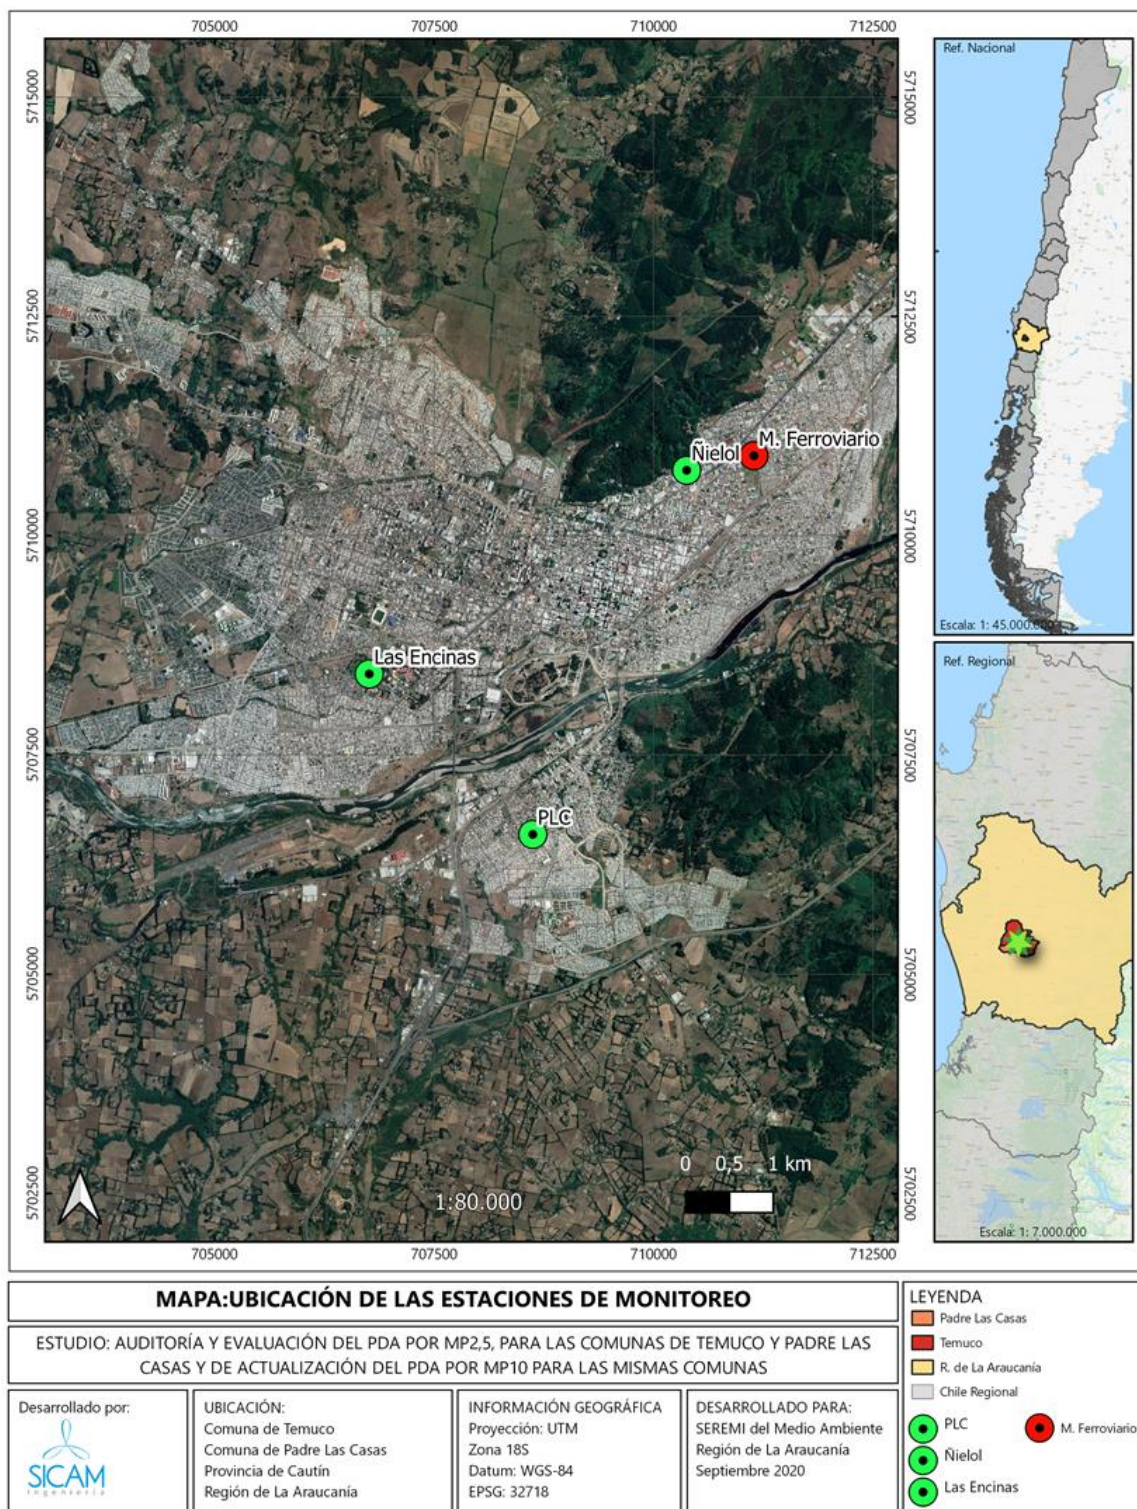 705000
707500
710000
712500
5715000
5715000
5712500
5712500
5710000
5710000
5707500
5707500
5705000
5705000
5702500
5702500
Ñielol
M. Ferroviario
Las Encinas
PLC
0 0,5 1 km
1:80.000
705000
707500
710000
712500
Ref. Nacional
Escala: 1: 45.000.000
Ref. Regional
Escala: 1: 7.000.000
MAPA:UBICACIÓN DE LAS ESTACIONES DE MONITOREO
ESTUDIO: AUDITORÍA Y EVALUACIÓN DEL PDA POR MP2,5, PARA LAS COMUNAS DE TEMUCO Y PADRE LAS
CASAS Y DE ACTUALIZACIÓN DEL PDA POR MP10 PARA LAS MISMAS COMUNAS
Desarrollado por:
SICAM
Ingeniería
UBICACIÓN:
Comuna de Temuco
Comuna de Padre Las Casas
Provincia de Cautín
Región de La Araucanía
INFORMACIÓN GEOGRÁFICA
Proyección: UTM
Zona 18S
Datum: WGS-84
EPSG: 32718
DESARROLLADO PARA:
SEREMI del Medio Ambiente
Región de La Araucanía
Septiembre 2020
LEYENDA
Padre Las Casas
Temuco
R. de La Araucanía
Chile Regional
PLC
M. Ferroviario
Ñielol
Las Encinas